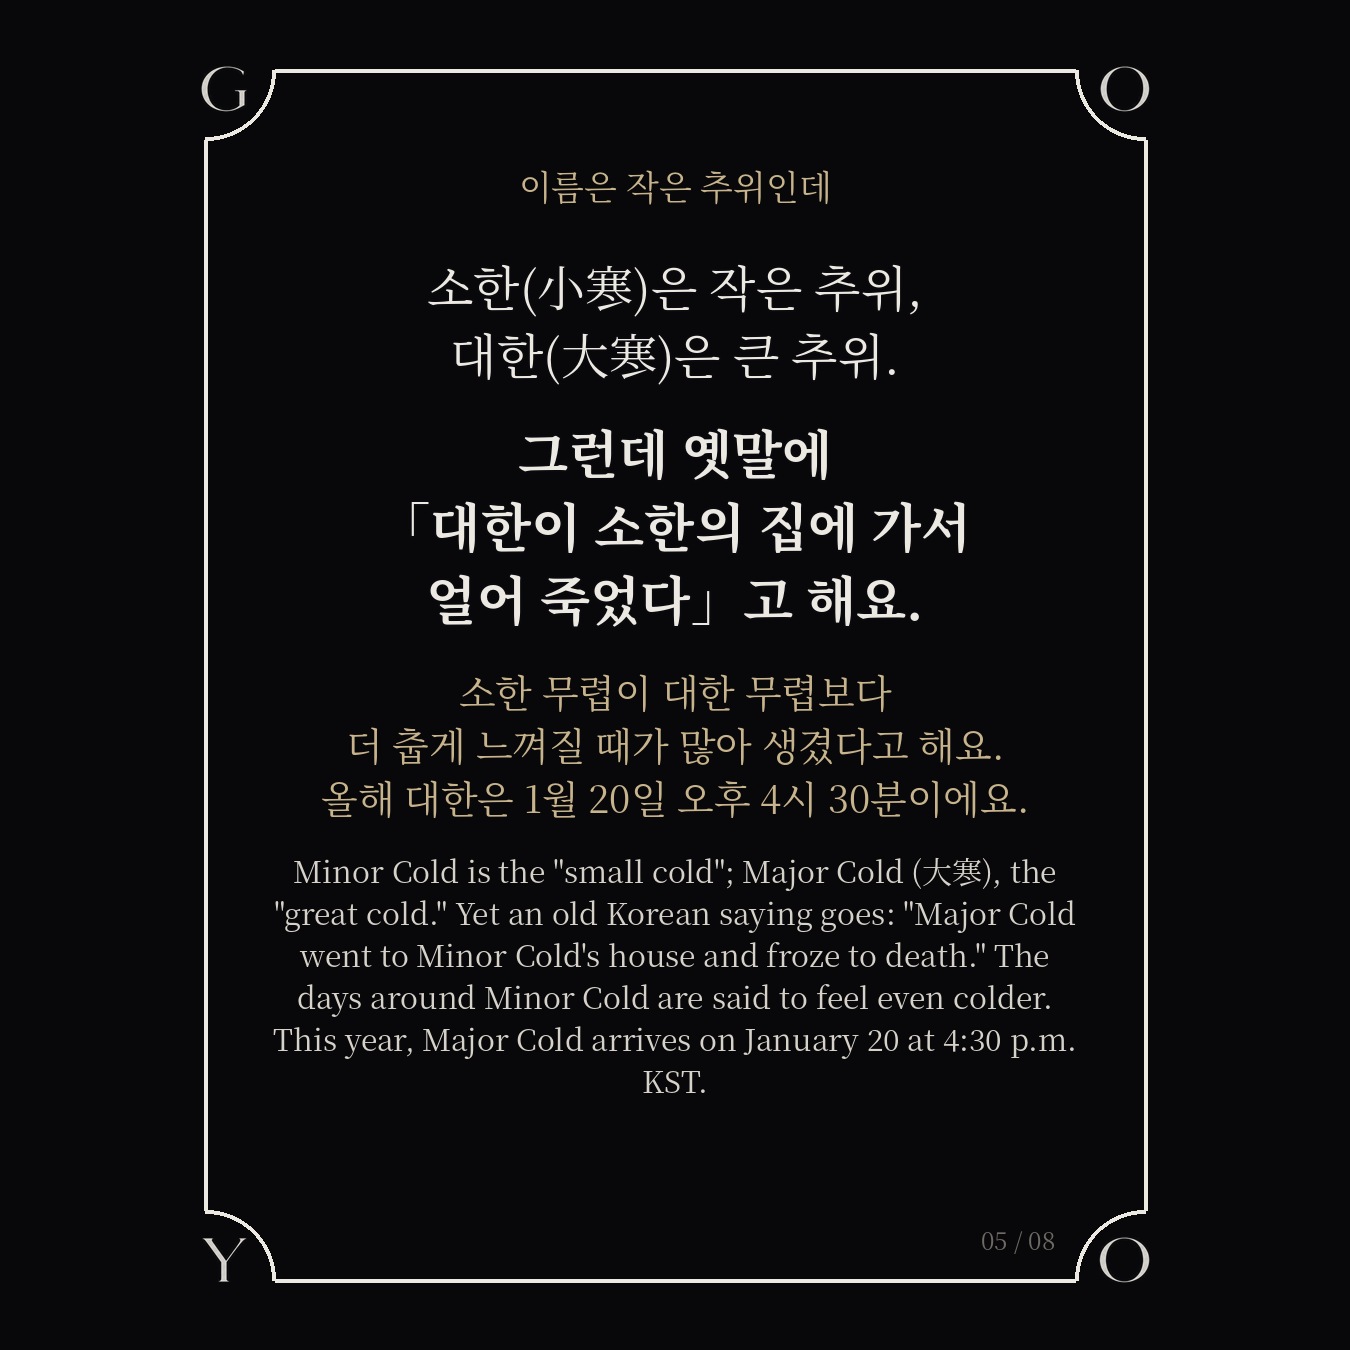 G O
이름은 작은 추위인데
소한(小寒)은 작은 추위,
대한(大寒)은 큰 추위.
그런데 옛말에
「대한이 소한의 집에 가서
얼어 죽었다」고 해요.
소한 무렵이 대한 무렵보다
더 춥게 느껴질 때가 많아 생겼다고 해요.
올해 대한은 1월 20일 오후 4시 30분이에요.
Minor Cold is the "small cold"; Major Cold (大寒), the
"great cold." Yet an old Korean saying goes: "Major Cold
went to Minor Cold's house and froze to death." The
days around Minor Cold are said to feel even colder.
This year, Major Cold arrives on January 20 at 4:30 p.m.
KST.
05 / 08
Y O